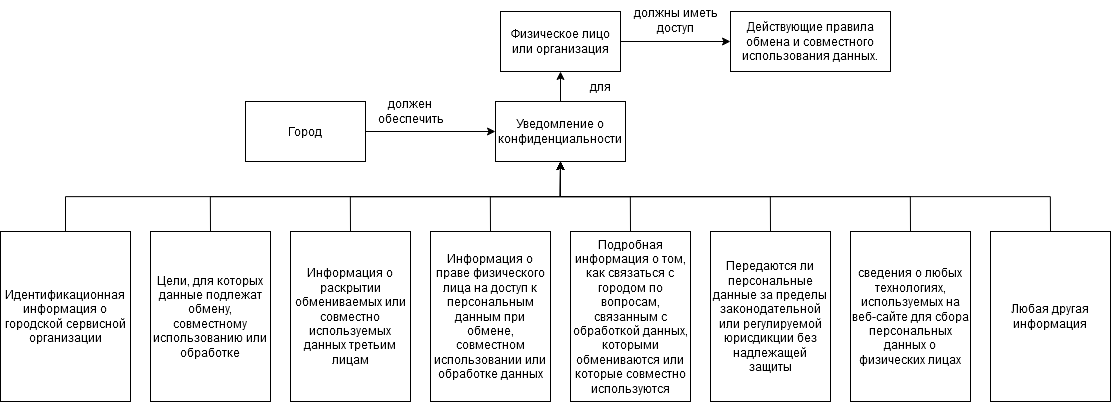 Физическое лицо
или организация
должны иметь
доступ
Действующие правила
обмена и совместного
использования данных.
для
Город
должен
обеспечить
Уведомление о
конфиденциальности
Идентификационная
информация о
городской сервисной
организации
Цели, для которых
данные подлежат
обмену,
совместному
использованию или
обработке
Информация о
раскрытии
обмениваемых или
совместно
используемых
данных третьим
лицам
Информация о
праве физического
лица на доступ к
персональным
данным при
обмене,
совместном
использовании или
обработке данных
Подробная
информация о том,
как связаться с
городом по
вопросам,
связанным с
обработкой данных,
которыми
обмениваются или
которые совместно
используются
Передаются ли
персональные
данные за пределы
законодательной
или регулируемой
юрисдикции без
надлежащей
защиты
сведения о любых
технологиях,
используемых на
веб-сайте для сбора
персональных
данных о
физических лицах
Любая другая
информация